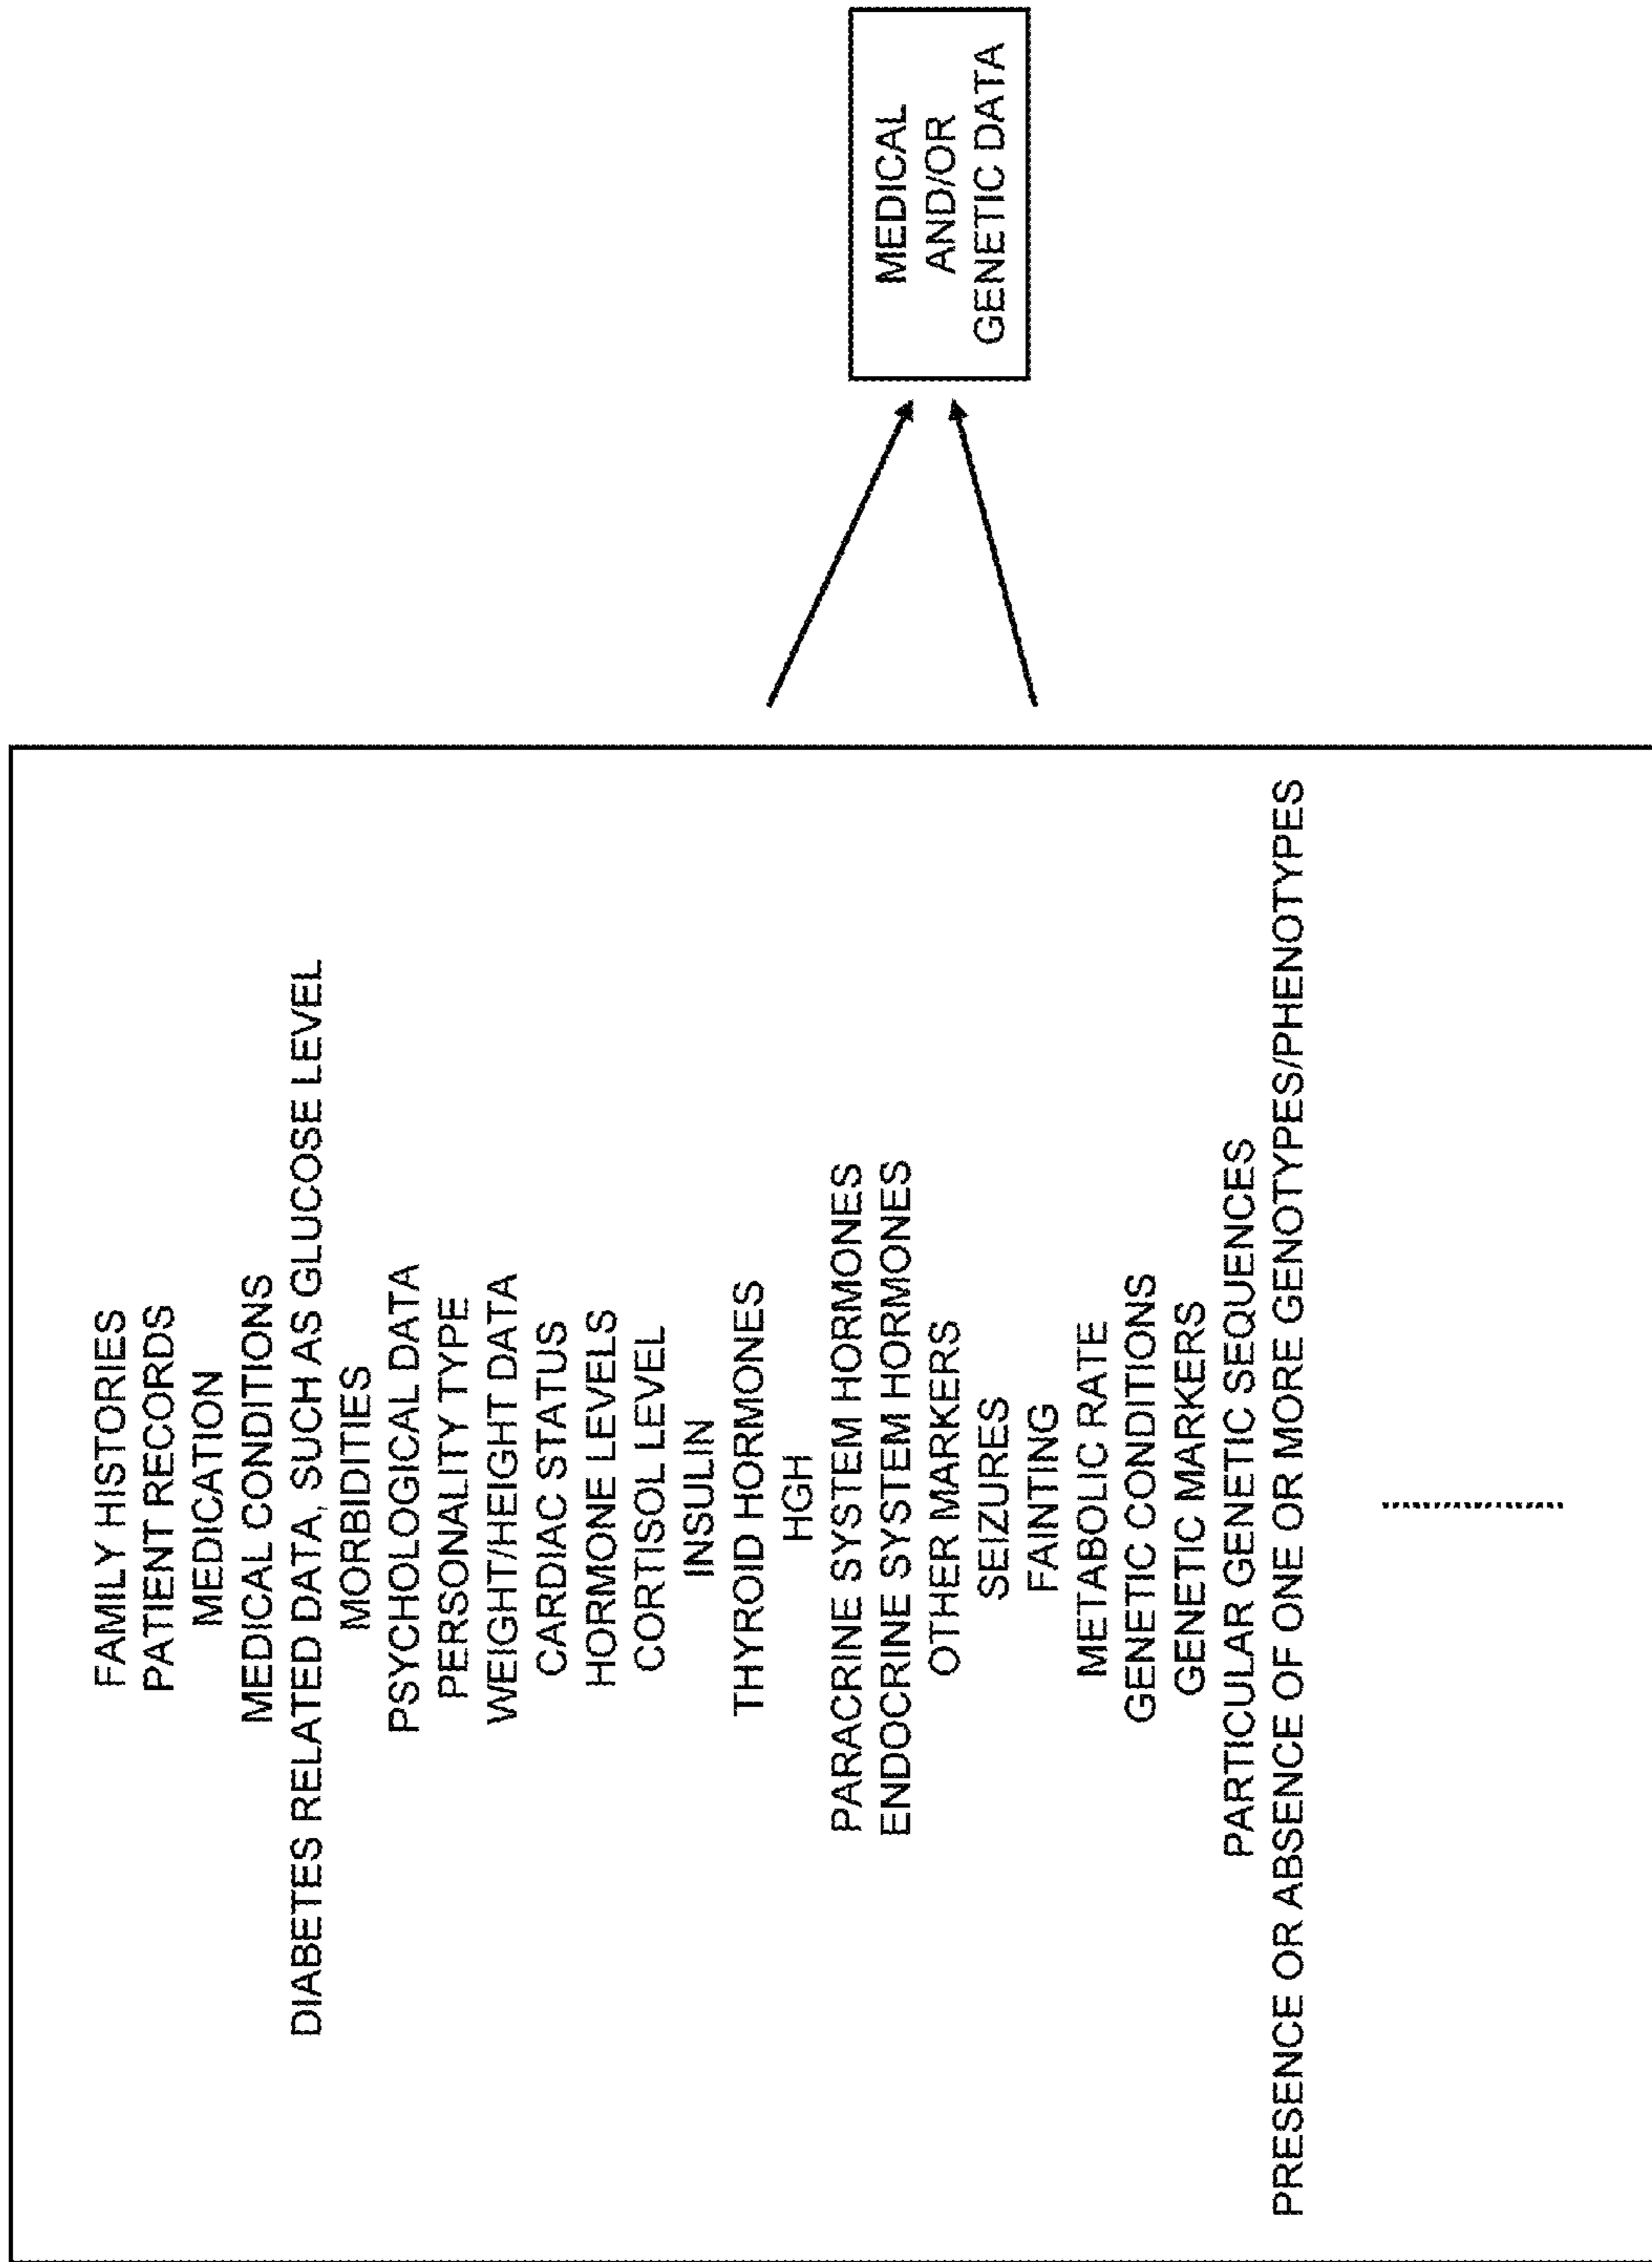 FAMILY HISTORIES
PATIENT RECORDS
MEDICATION
MEDICAL CONDITIONS
DIABETES RELATED DATA, SUCH AS GLUCOSE LEVEL
MORBIDITIES
PSYCHOLOGICAL DATA
PERSONALITY TYPE
WEIGHT/HEIGHT DATA
CARDIAC STATUS
HORMONE LEVELS
CORTISOL LEVEL
INSULIN
THYROID HORMONES
HGH
PARACRINE SYSTEM HORMONES
ENDOCRINE SYSTEM HORMONES
OTHER MARKERS
SEIZURES
FAINTING
METABOLIC RATE
GENETIC CONDITIONS
GENETIC MARKERS
PARTICULAR GENETIC SEQUENCES
PRESENCE OR ABSENCE OF ONE OR MORE GENOTYPES/PHENOTYPES
MEDICAL
AND/OR
GENETIC DATA